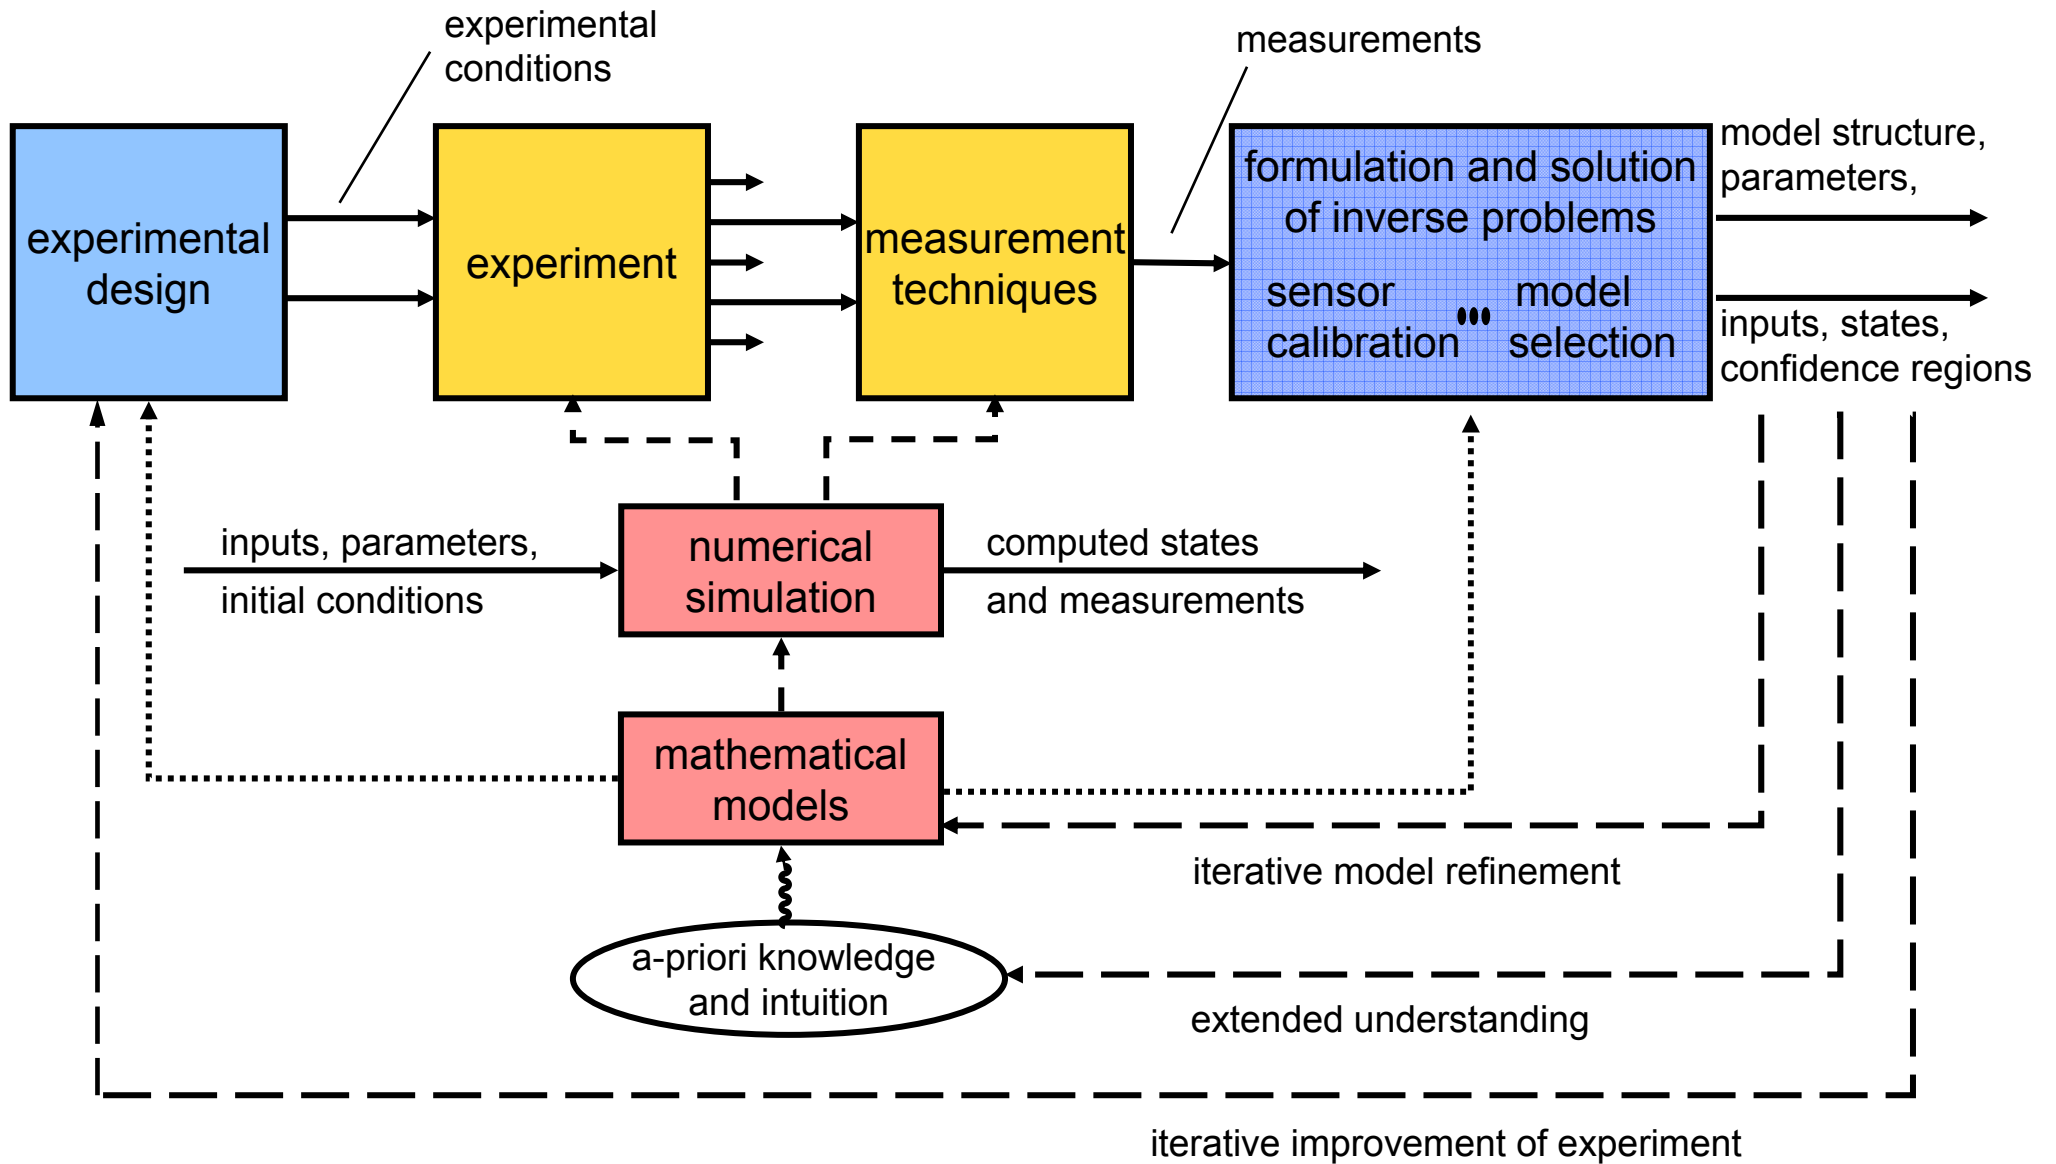 experimental
conditions
measurements
experimental
design
experiment
measurement
techniques
formulation and solution
of inverse problems
sensor
calibration
model
selection
model structure,
parameters,
inputs, states,
confidence regions
inputs, parameters,
initial conditions
numerical
simulation
computed states
and measurements
mathematical
models
iterative model refinement
a-priori knowledge
and intuition
extended understanding
iterative improvement of experiment